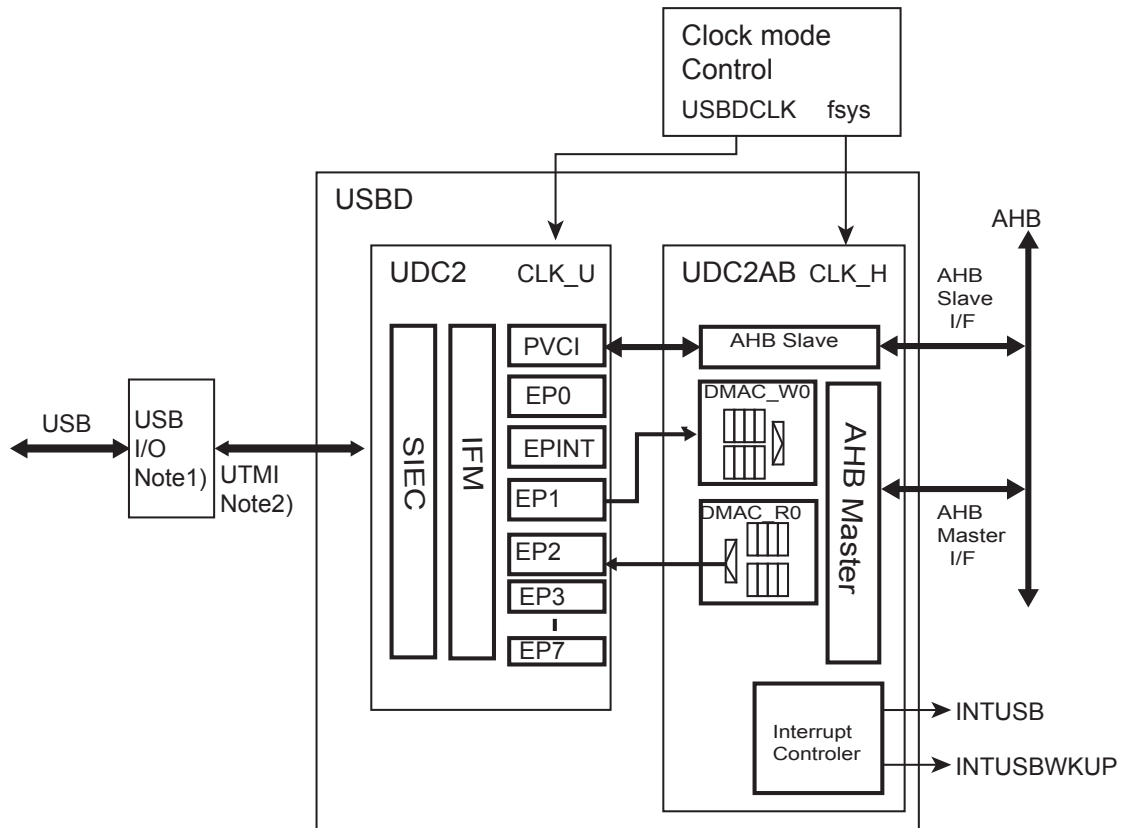 Clock mode
Control
USBDCLK fsys
USBD
AHB
UDC2 CLK_U
UDC2AB CLK_H
AHB
Slave
I/F
PVCI
AHB Slave
EP0
DMAC_W0
USB
USB
I/O
Note1)
UTMI
Note2)
SIEC
IFM
EPINT
EP1
AHB Master
DMAC_R0
AHB
Master
I/F
EP2
EP3
EP7
Interrupt
Controler
INTUSB
INTUSBWKUP